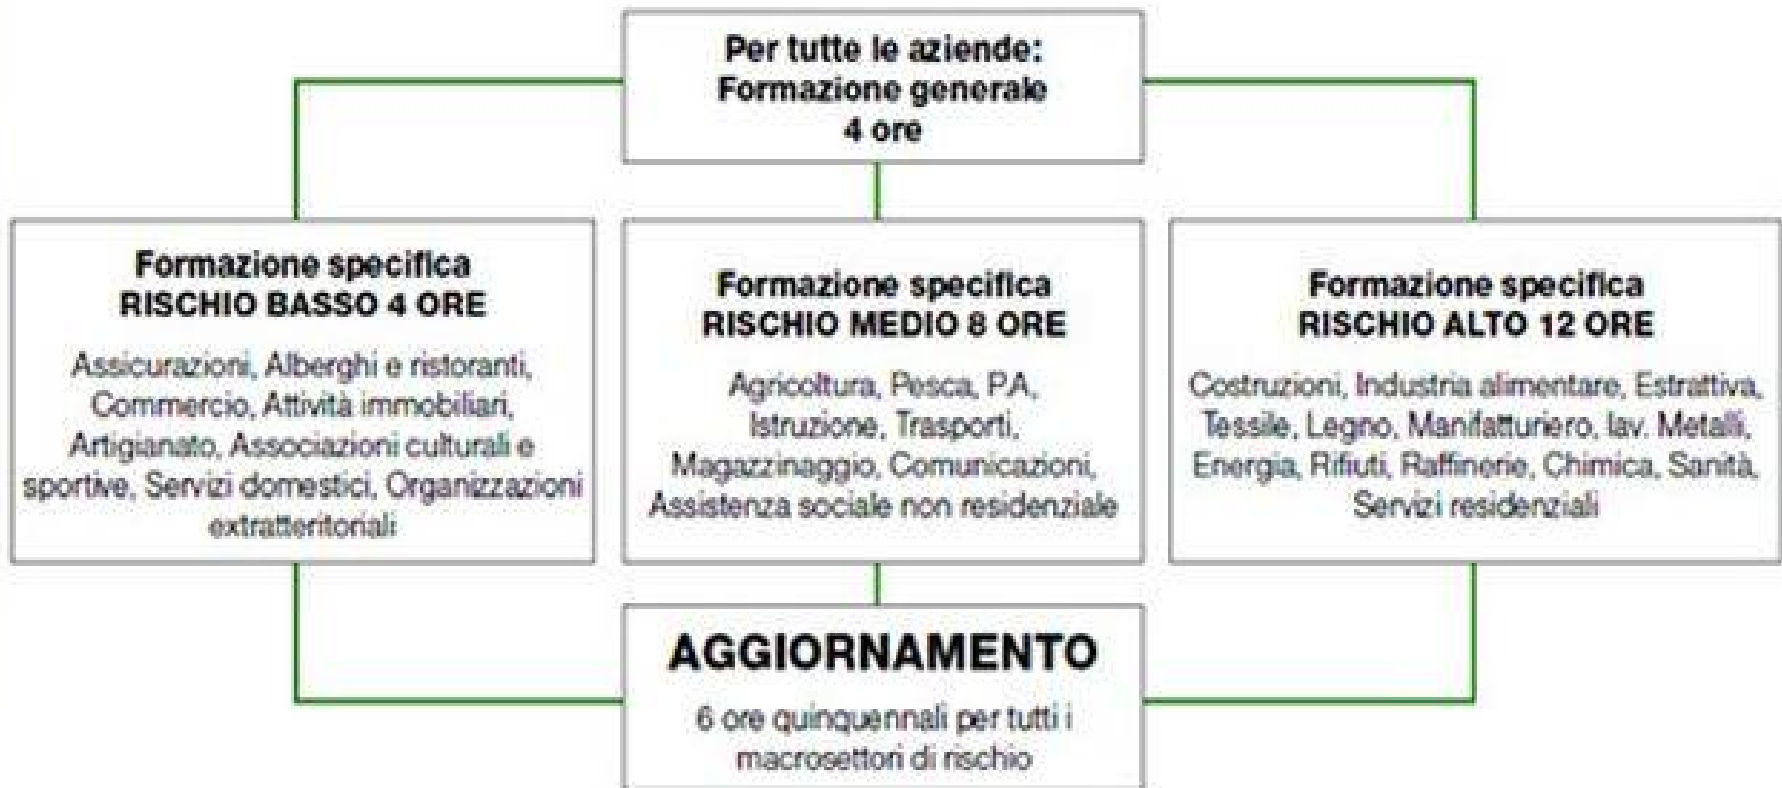 Per tutte le aziende:
Formazione generale
4 ore
Formazione specifica
RISCHIO BASSO 4 ORE
Assicurazioni, Alberghi e ristoranti,
Commercio, Attività immobiliari,
Artigianato, Associazioni culturali e
sportive, Servizi domestici, Organizzazioni
extratteritoriali
Formazione specifica
RISCHIO MEDIO 8 ORE
Agricoltura, Pesca, P.A,
Istruzione, Trasporti,
Magazzinaggio, Comunicazioni,
Assistenza sociale non residenziale
Formazione specifica
RISCHIO ALTO 12 ORE
Costruzioni, Industria alimentare, Estrattiva,
Tessile, Legno, Manifatturiero, lav. Metalli,
Energia, Rifiuti, Raffinerie, Chimica, Sanità,
Servizi residenziali
AGGIORNAMENTO
6 ore quinquennali per tutti i
macrosettori di rischio